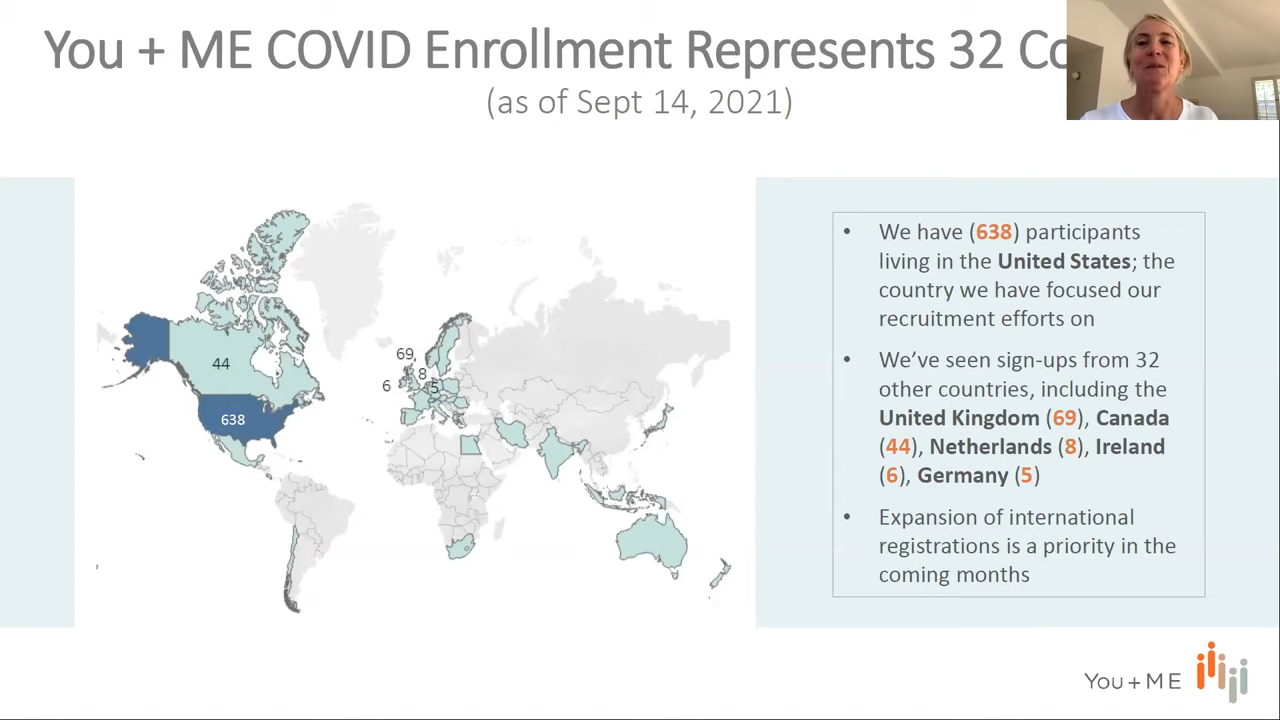 You + ME COVID Enrollment Represents 32
(as of Sept 14, 2021)
44
638
69
8
5
6
• We have (638) participants
living in the United States; the
country we have focused our
recruitment efforts on
• We’ve seen sign-ups from 32
other countries, including the
United Kingdom (69), Canada
(44), Netherlands (8), Ireland
(6), Germany (5)
• Expansion of international
registrations is a priority in the
coming months
You + ME